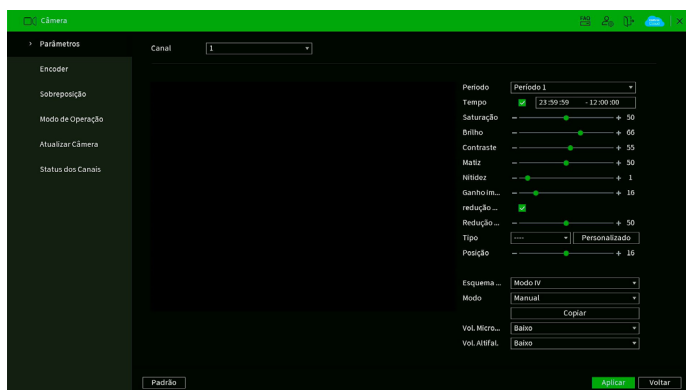 Câmera
FAQ
Parâmetros
Encoder
Sobreposição
Modo de Operação
Atualizar Câmera
Status dos Canais
Canal 1
Período Período 1
Tempo 23:59:59 - 12:00:00
Saturação - + 50
Brilho - + 66
Contraste - + 55
Matiz - + 50
Nitidez - + 1
Ganho im... - + 16
redução ...
Redução ... - + 50
Tipo ---- Personalizado
Posição - + 16
Esquema ... Modo IV
Modo Manual
Copiar
Vol. Micro... Baixo
Vol. Altifal. Baixo
Padrão
Aplicar Voltar